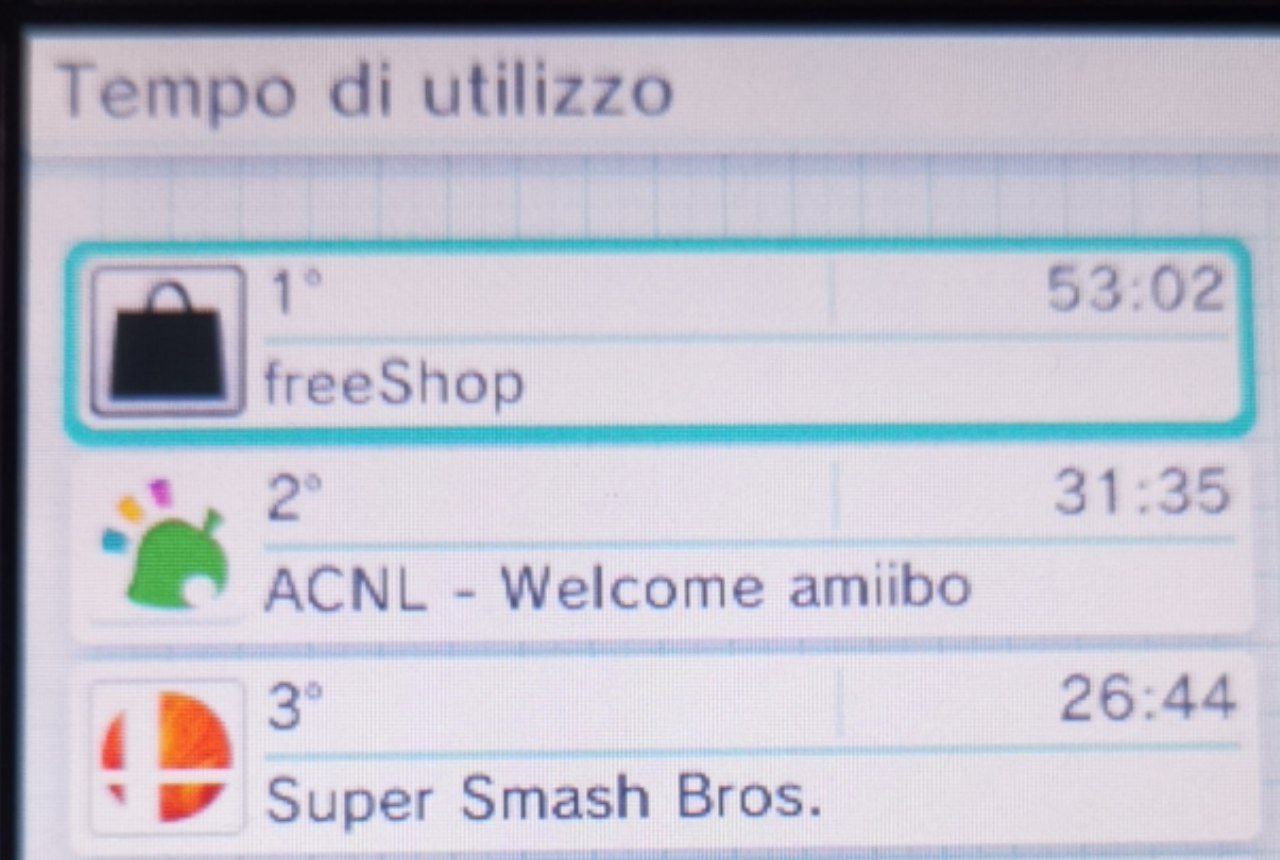 Tempo di utilizzo
1° 53:02
freeShop
2° 31:35
ACNL - Welcome amiibo
3° 26:44
Super Smash Bros.